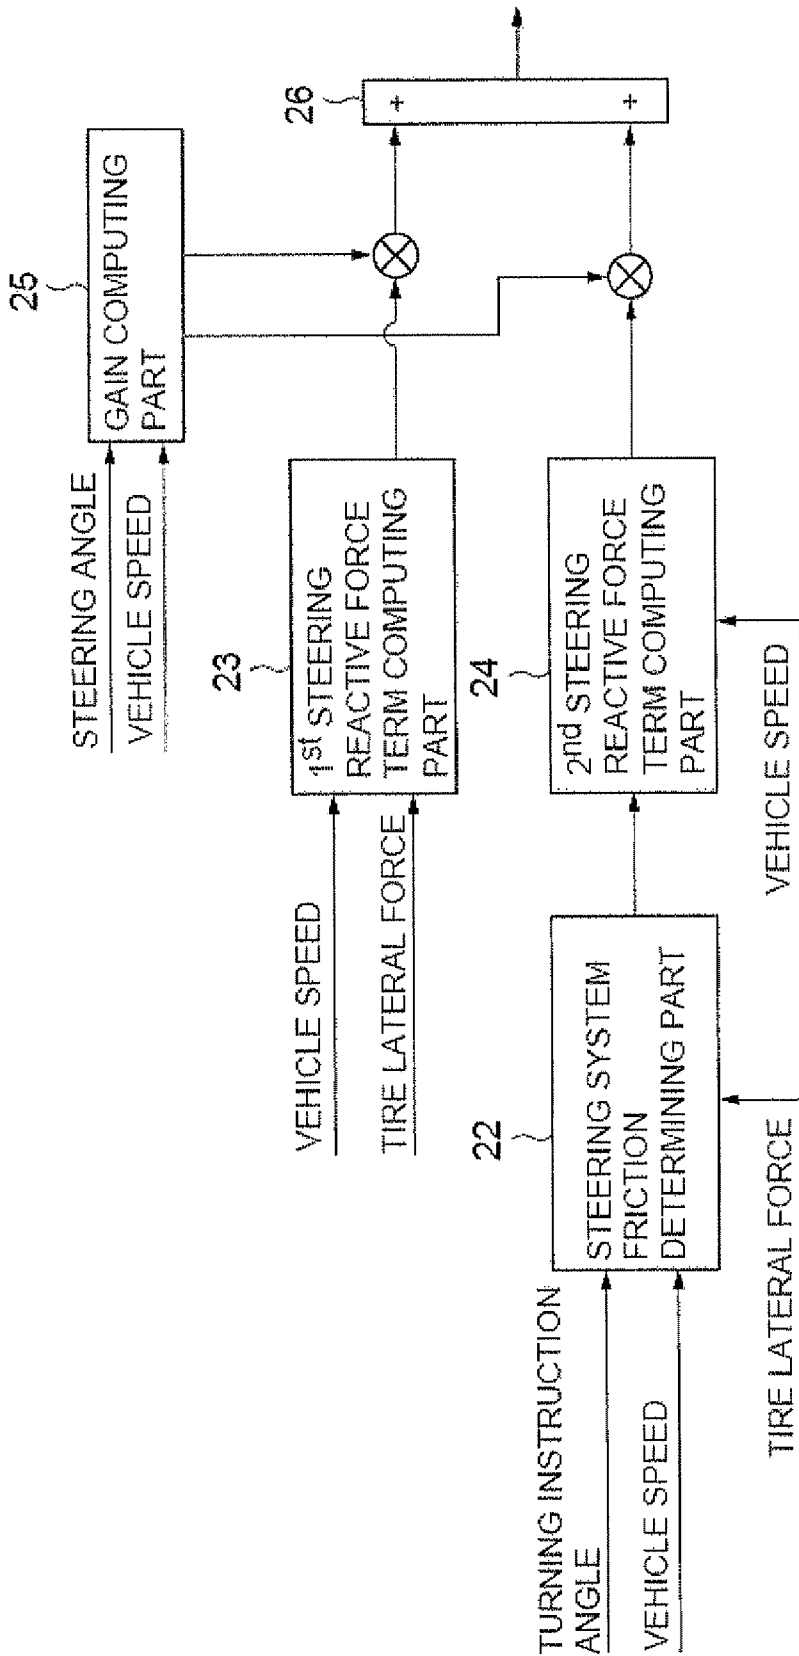 STEERING ANGLE
VEHICLE SPEED
25
GAIN COMPUTING
PART
26
+
+
VEHICLE SPEED
TIRE LATERAL FORCE
23
1st STEERING
REACTIVE FORCE
TERM COMPUTING
PART
TURNING INSTRUCTION
ANGLE
VEHICLE SPEED
22
STEERING SYSTEM
FRICTION
DETERMINING PART
TIRE LATERAL FORCE
24
2nd STEERING
REACTIVE FORCE
TERM COMPUTING
PART
VEHICLE SPEED